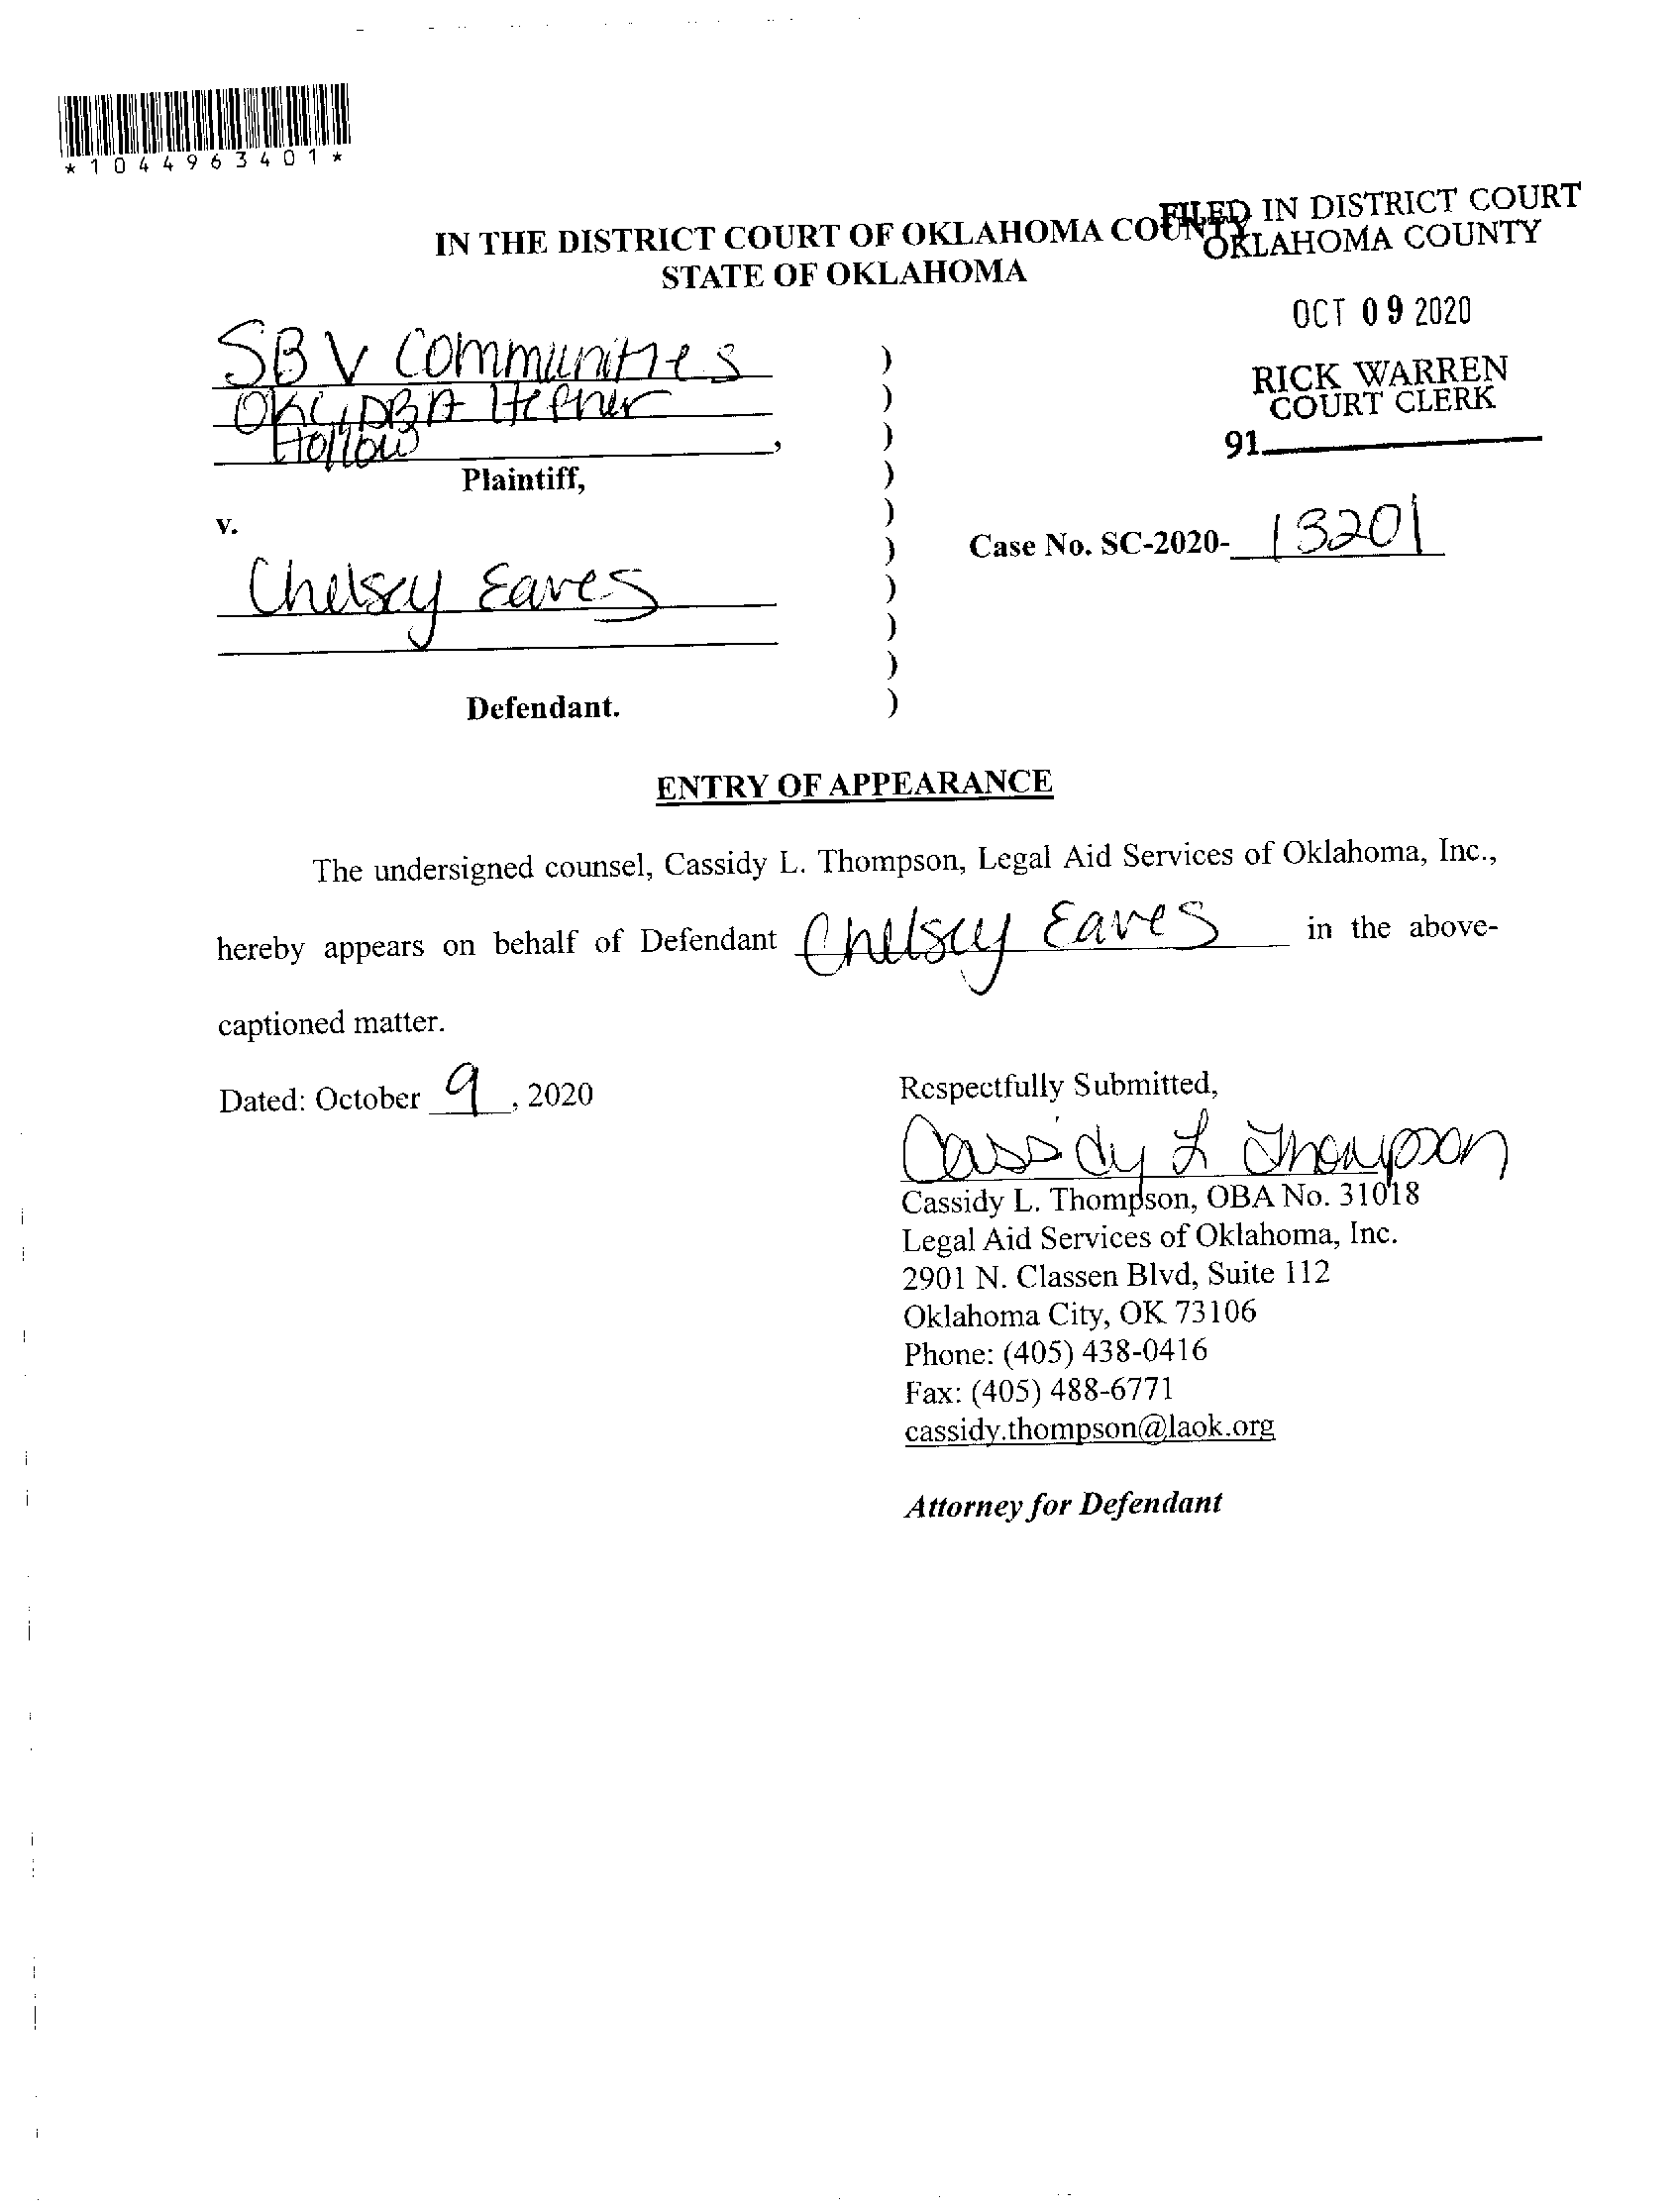 *1044963401*
FILED IN DISTRICT COURT
OKLAHOMA COUNTY
IN THE DISTRICT COURT OF OKLAHOMA COUNTY
STATE OF OKLAHOMA
OCT 09 2020
RICK WARREN
COURT CLERK
91
SBV Communities
OKC, DBA Hefner
Hollow,
Plaintiff,
v.
Case No. SC-2020- 13201
Chelsey Eaves
Defendant.
)
)
)
)
)
)
)
)
)
)
ENTRY OF APPEARANCE
The undersigned counsel, Cassidy L. Thompson, Legal Aid Services of Oklahoma, Inc.,
hereby appears on behalf of Defendant Chelsey Eaves in the above-
captioned matter.
Dated: October 9, 2020
Respectfully Submitted,
Cassidy L Thompson
Cassidy L. Thompson, OBA No. 31018
Legal Aid Services of Oklahoma, Inc.
2901 N. Classen Blvd, Suite 112
Oklahoma City, OK 73106
Phone: (405) 438-0416
Fax: (405) 488-6771
cassidy.thompson@laok.org
Attorney for Defendant